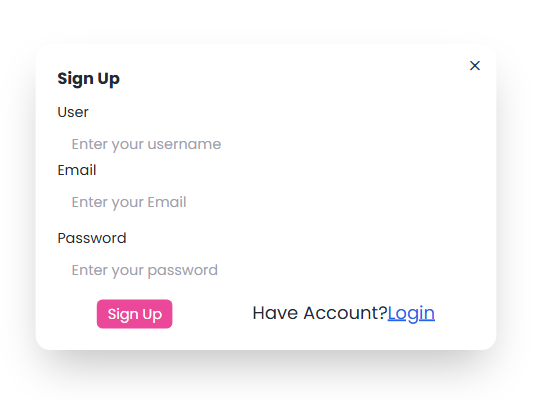 ✕
Sign Up
User
Enter your username
Email
Enter your Email
Password
Enter your password
Sign Up Have Account?Login